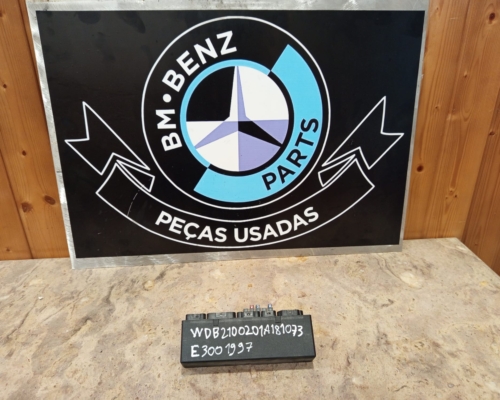 BM·BENZ
PARTS
PEÇAS USADAS
WDB2100201A181073
E300 1997